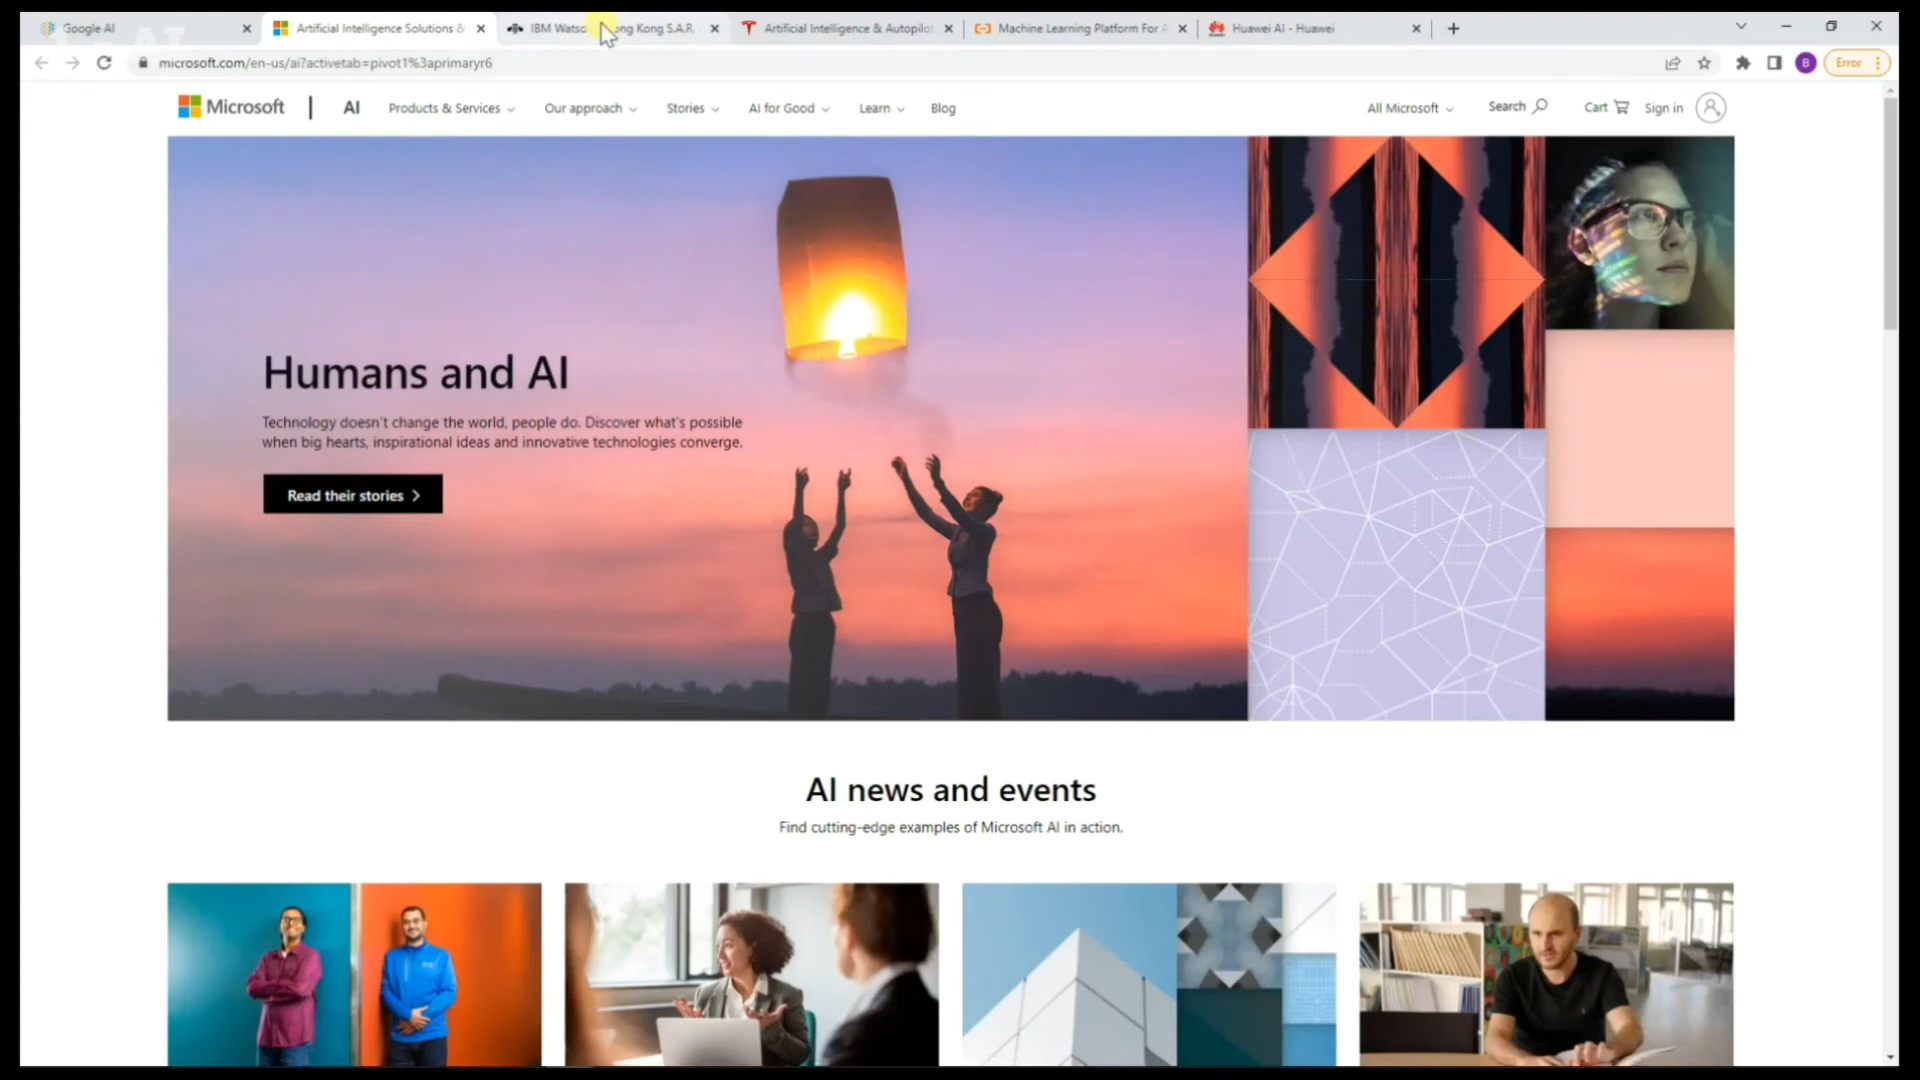 Google AI
Artificial Intelligence Solutions &
IBM Watso ong Kong S.A.R.
Artificial Intelligence & Autopilot
Machine Learning Platform For A
Huawei AI - Huawei
microsoft.com/en-us/ai?activetab=pivot1%3aprimaryr6
B
Error
Microsoft
AI
Products & Services
Our approach
Stories
AI for Good
Learn
Blog
All Microsoft
Search
Cart
Sign in
Humans and AI
Technology doesn't change the world, people do. Discover what's possible
when big hearts, inspirational ideas and innovative technologies converge.
Read their stories
AI news and events
Find cutting-edge examples of Microsoft AI in action.